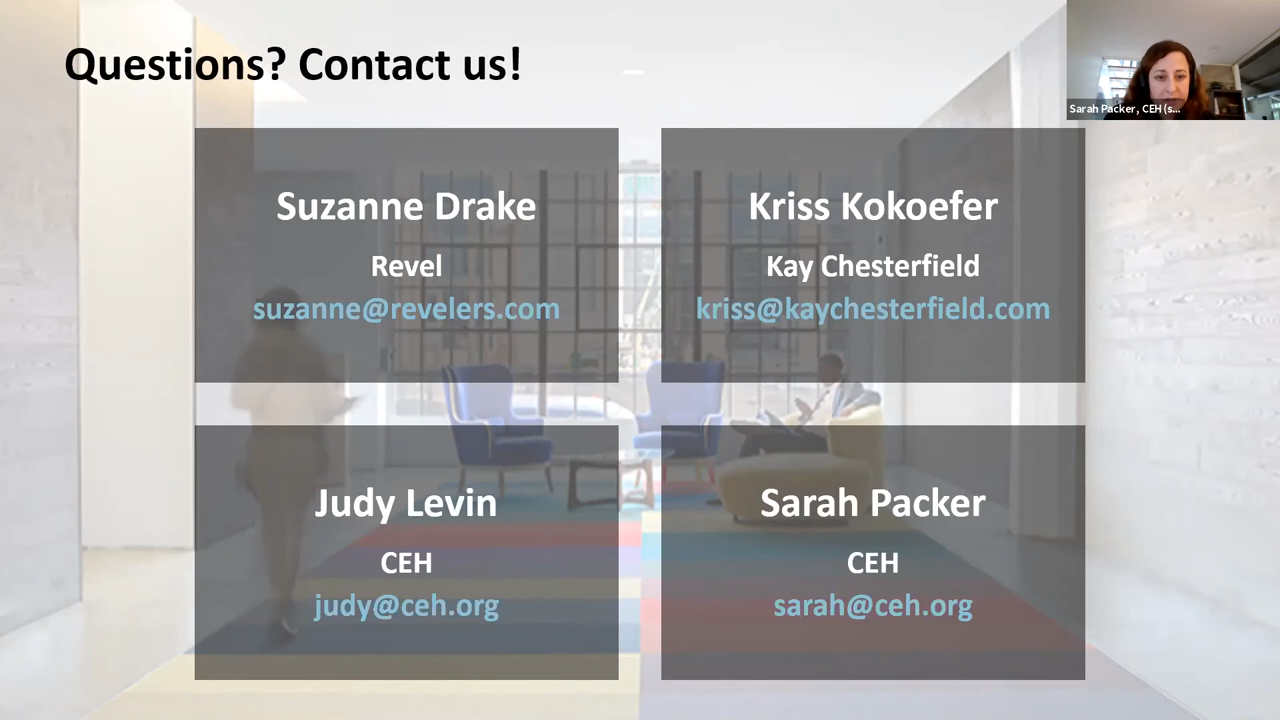 Questions? Contact us!
Sarah Packer, CEH (s...
Suzanne Drake
Revel
suzanne@revelers.com
Kriss Kokoefer
Kay Chesterfield
kriss@kaychesterfield.com
Judy Levin
CEH
judy@ceh.org
Sarah Packer
CEH
sarah@ceh.org